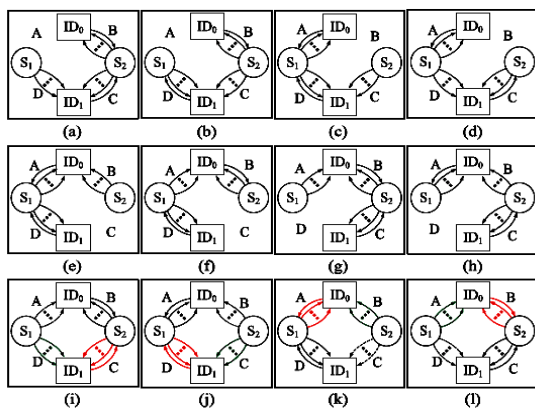 A ID₀ B
S₁ S₂
D ID₁ C
(a)
A ID₀ B
S₁ S₂
D ID₁ C
(b)
A ID₀ B
S₁ S₂
D ID₁ C
(c)
A ID₀ B
S₁ S₂
D ID₁ C
(d)
A ID₀ B
S₁ S₂
D ID₁ C
(e)
A ID₀ B
S₁ S₂
D ID₁ C
(f)
A ID₀ B
S₁ S₂
D ID₁ C
(g)
A ID₀ B
S₁ S₂
D ID₁ C
(h)
A ID₀ B
S₁ S₂
D ID₁ C
(i)
A ID₀ B
S₁ S₂
D ID₁ C
(j)
A ID₀ B
S₁ S₂
D ID₁ C
(k)
A ID₀ B
S₁ S₂
D ID₁ C
(l)